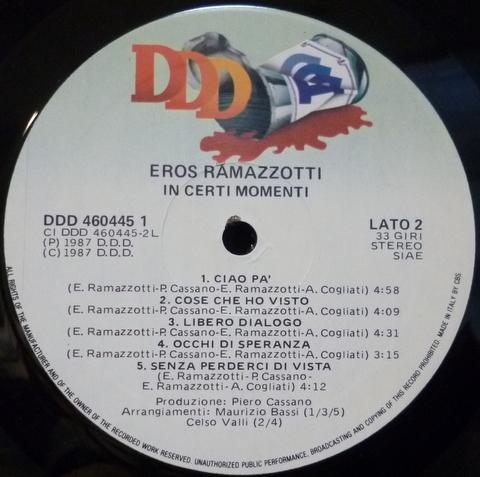 DDD
EROS RAMAZZOTTI
IN CERTI MOMENTI
DDD 460445 1
CI DDD 460445-2L
(P) 1987 D.D.D.
(C) 1987 D.D.D.
LATO 2
33 GIRI
STEREO
SIAE
1. CIAO PA'
(E. Ramazzotti-P. Cassano-E. Ramazzotti-A. Cogliati) 4:58
2. COSE CHE HO VISTO
(E. Ramazzotti-P. Cassano-E. Ramazzotti-A. Cogliati) 4:09
3. LIBERO DIALOGO
(E. Ramazzotti-P. Cassano-E. Ramazzotti-A. Cogliati) 4:31
4. OCCHI DI SPERANZA
(E. Ramazzotti-P. Cassano-E. Ramazzotti-A. Cogliati) 3:15
5. SENZA PERDERCI DI VISTA
(E. Ramazzotti-P. Cassano-
E. Ramazzotti-A. Cogliati) 4:12
Produzione: Piero Cassano
Arrangiamenti: Maurizio Bassi (1/3/5)
Celso Valli (2/4)
ALL RIGHTS OF THE MANUFACTURER AND OF THE OWNER OF THE RECORDED WORK RESERVED. UNAUTHORIZED PUBLIC PERFORMANCE, BROADCASTING AND COPYING OF THIS RECORD PROHIBITED. MADE IN ITALY BY CBS